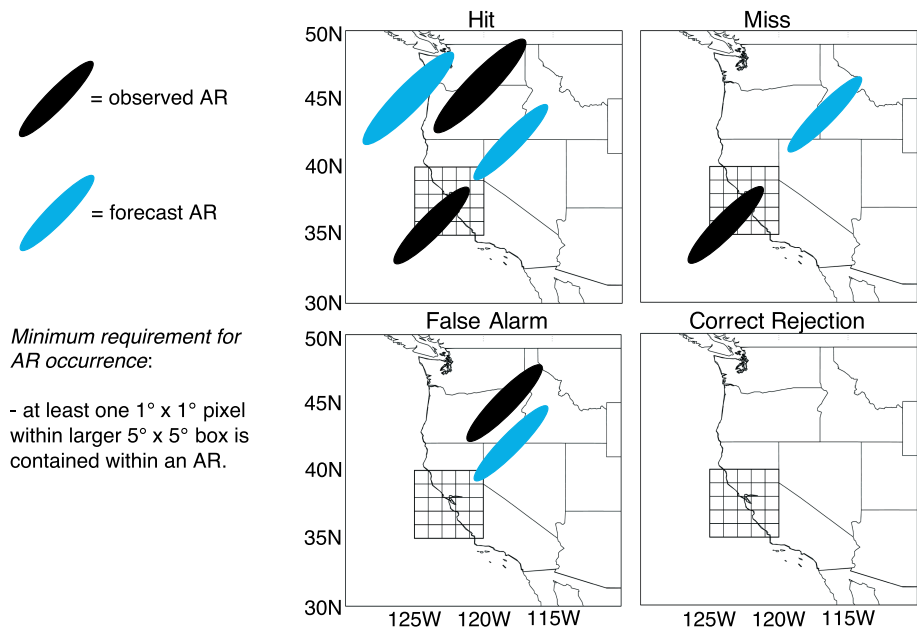 Hit
Miss
= observed AR
= forecast AR
Minimum requirement for
AR occurrence:
- at least one 1° x 1° pixel
within larger 5° x 5° box is
contained within an AR.
50N
45N
40N
35N
30N
False Alarm
Correct Rejection
50N
45N
40N
35N
30N
125W 120W 115W
125W 120W 115W